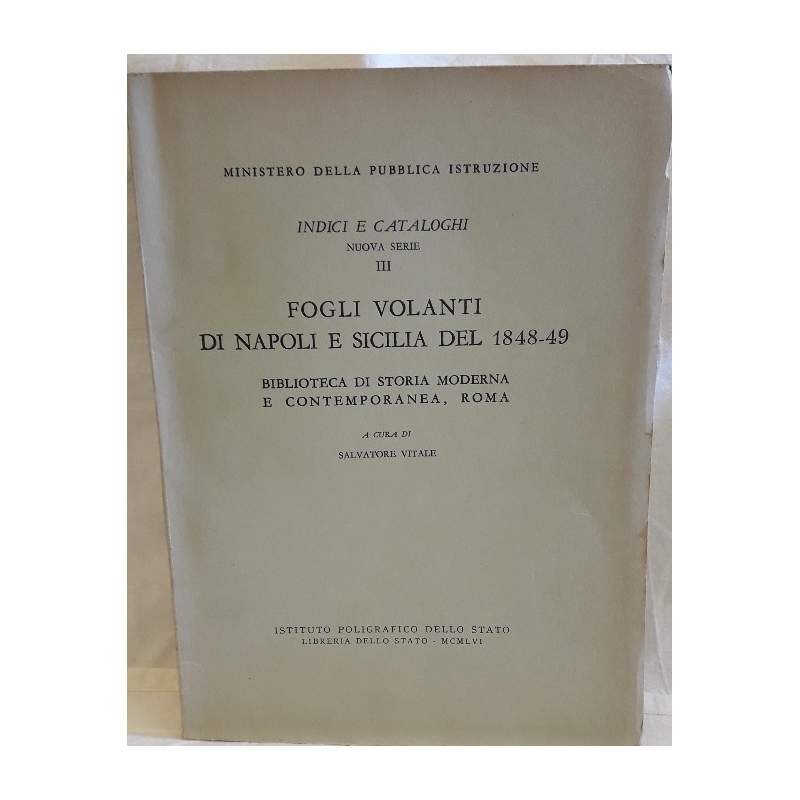 MINISTERO DELLA PUBBLICA ISTRUZIONE
INDICI E CATALOGHI
NUOVA SERIE
III
FOGLI VOLANTI
DI NAPOLI E SICILIA DEL 1848-49
BIBLIOTECA DI STORIA MODERNA
E CONTEMPORANEA, ROMA
A CURA DI
SALVATORE VITALE
ISTITUTO POLIGRAFICO DELLO STATO
LIBRERIA DELLO STATO - MCMLVI